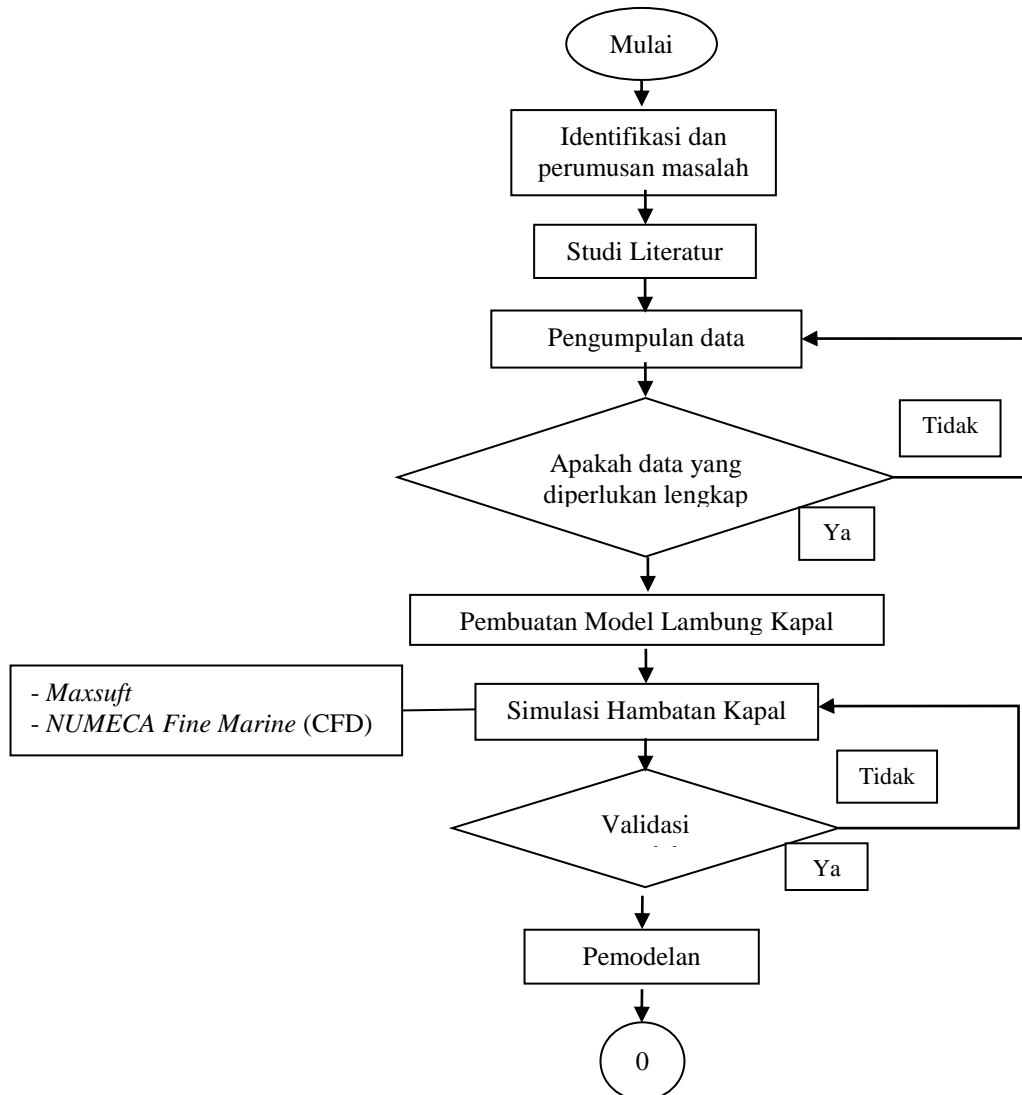 Mulai
Identifikasi dan
perumusan masalah
Studi Literatur
Pengumpulan data
Tidak
Apakah data yang
diperlukan lengkap
Ya
Pembuatan Model Lambung Kapal
- Maxsuft
- NUMECA Fine Marine (CFD)
Simulasi Hambatan Kapal
Tidak
Validasi
Ya
Pemodelan
0